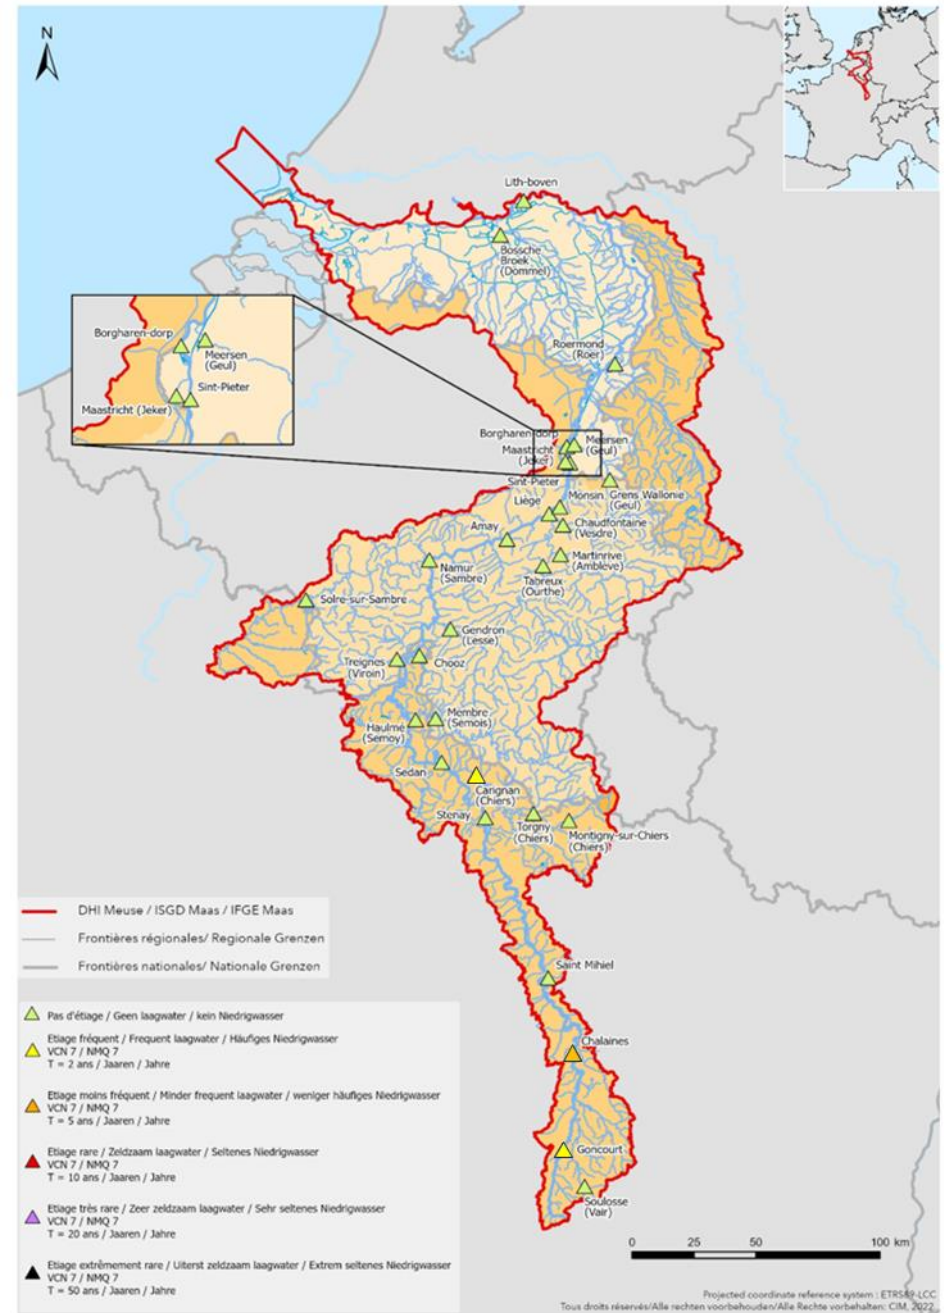 N
Lith-boven
Bossche
Broek
(Dommel)
Roermond
(Roer)
Borgharen-dorp
Meersen
(Geul)
Sint-Pieter
Maastricht (Jeker)
Borgharen-dorp
Meersen
(Geul)
Maastricht
(Jeker)
Sint-Pieter
Monsin
Grens Wallonie
(Geul)
Liège
Chaudfontaine
(Vesdre)
Amay
Martinrive
(Amblève)
Tabreux
(Ourthe)
Namur
(Sambre)
Solre-sur-Sambre
Gendron
(Lesse)
Treignes
(Viroin)
Chooz
Membre
(Semois)
Haulmé
(Semoy)
Sedan
Carignan
(Chiers)
Stenay
Torgny
(Chiers)
Montigny-sur-Chiers
(Chiers)
Saint Mihiel
Chalaines
Goncourt
Soulosse
(Vair)
DHI Meuse / ISGD Maas / IFGE Maas
Frontières régionales/ Regionale Grenzen
Frontières nationales/ Nationale Grenzen
Pas d'étiage / Geen laagwater / kein Niedrigwasser
Etiage fréquent / Frequent laagwater / Häufiges Niedrigwasser
VCN 7 / NMQ 7
T = 2 ans / Jaaren / Jahre
Etiage moins fréquent / Minder frequent laagwater / weniger häufiges Niedrigwasser
VCN 7 / NMQ 7
T = 5 ans / Jaaren / Jahre
Etiage rare / Zeldzaam laagwater / Seltenes Niedrigwasser
VCN 7 / NMQ 7
T = 10 ans / Jaaren / Jahre
Etiage très rare / Zeer zeldzaam laagwater / Sehr seltenes Niedrigwasser
VCN 7 / NMQ 7
T = 20 ans / Jaaren / Jahre
Etiage extrêmement rare / Uiterst zeldzaam laagwater / Extrem seltenes Niedrigwasser
VCN 7 / NMQ 7
T = 50 ans / Jaaren / Jahre
0 25 50 100 km
Projected coordinate reference system : ETRS89-LCC
Tous droits réservés/Alle rechten voorbehouden/Alle Rechte vorbehalten: CIM,